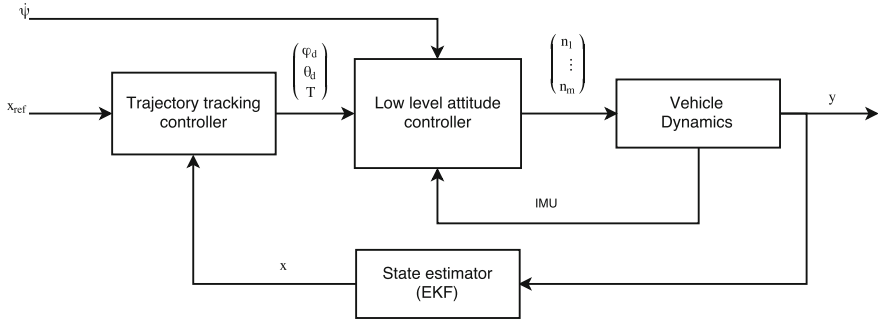 ψ̇
x_ref
Trajectory tracking
controller
φ_d
θ_d
T
Low level attitude
controller
n_1
⋮
n_m
Vehicle
Dynamics
y
IMU
x
State estimator
(EKF)